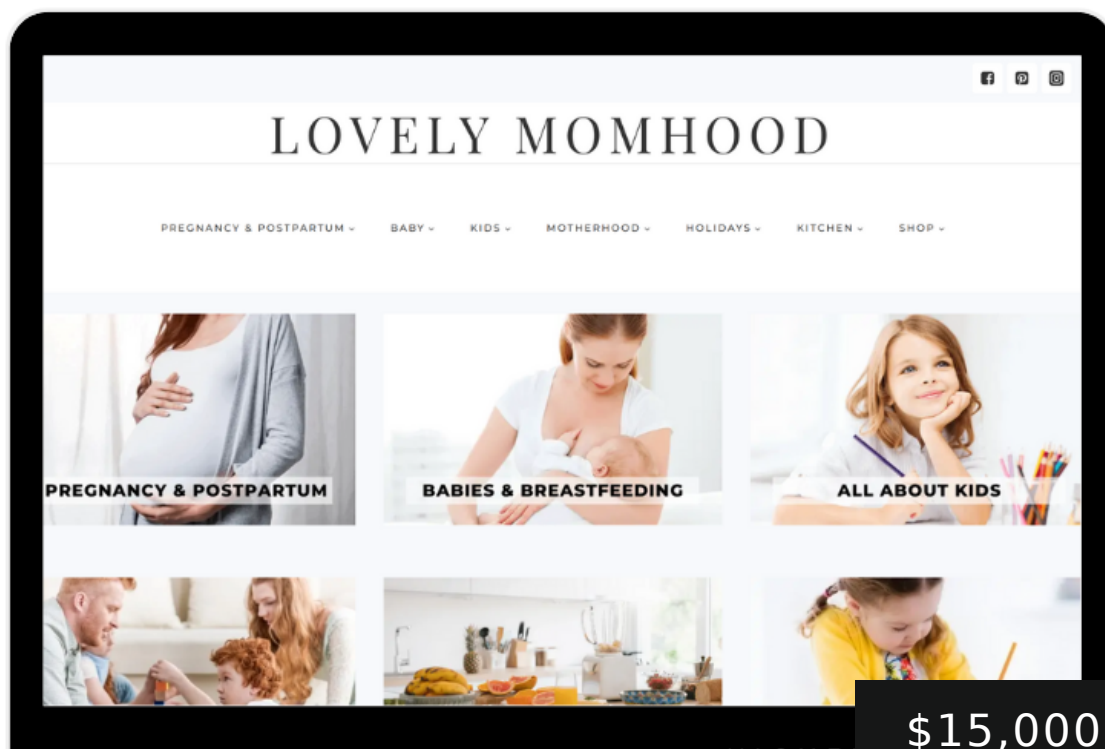 LOVELY MOMHOOD
PREGNANCY & POSTPARTUM BABY KIDS MOTHERHOOD HOLIDAYS KITCHEN SHOP
PREGNANCY & POSTPARTUM
BABIES & BREASTFEEDING
ALL ABOUT KIDS
$15,000